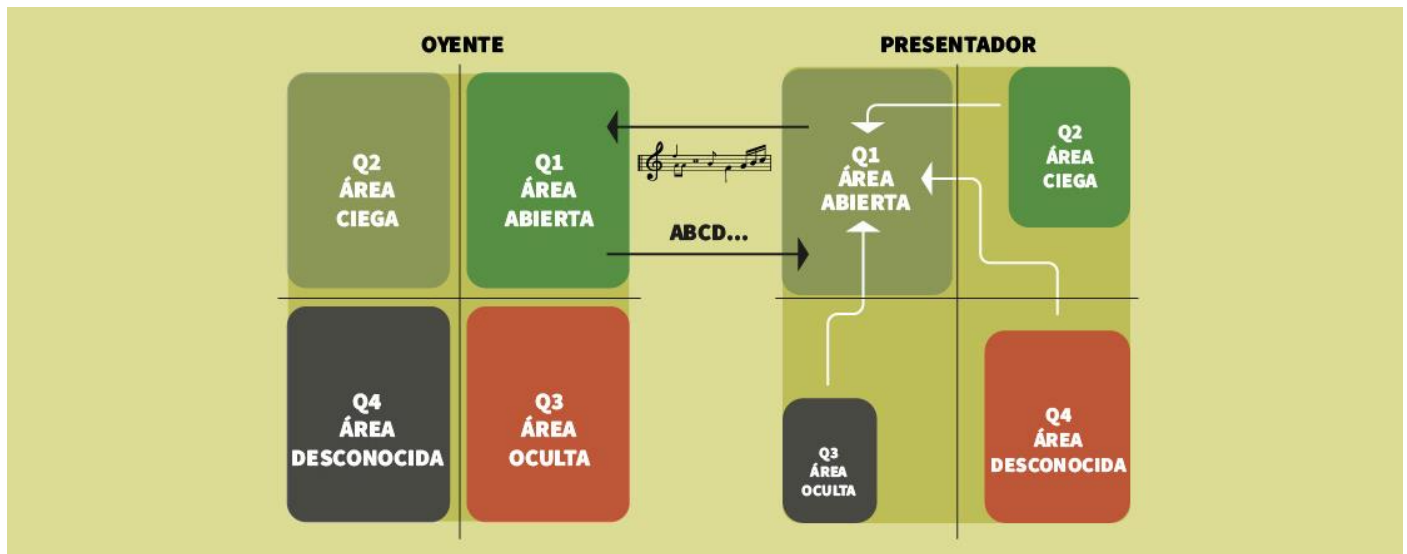 OYENTE
PRESENTADOR
Q2
ÁREA
CIEGA
Q1
ÁREA
ABIERTA
ABCD...
Q1
ÁREA
ABIERTA
Q2
ÁREA
CIEGA
Q4
ÁREA
DESCONOCIDA
Q3
ÁREA
OCULTA
Q3
ÁREA
OCULTA
Q4
ÁREA
DESCONOCIDA